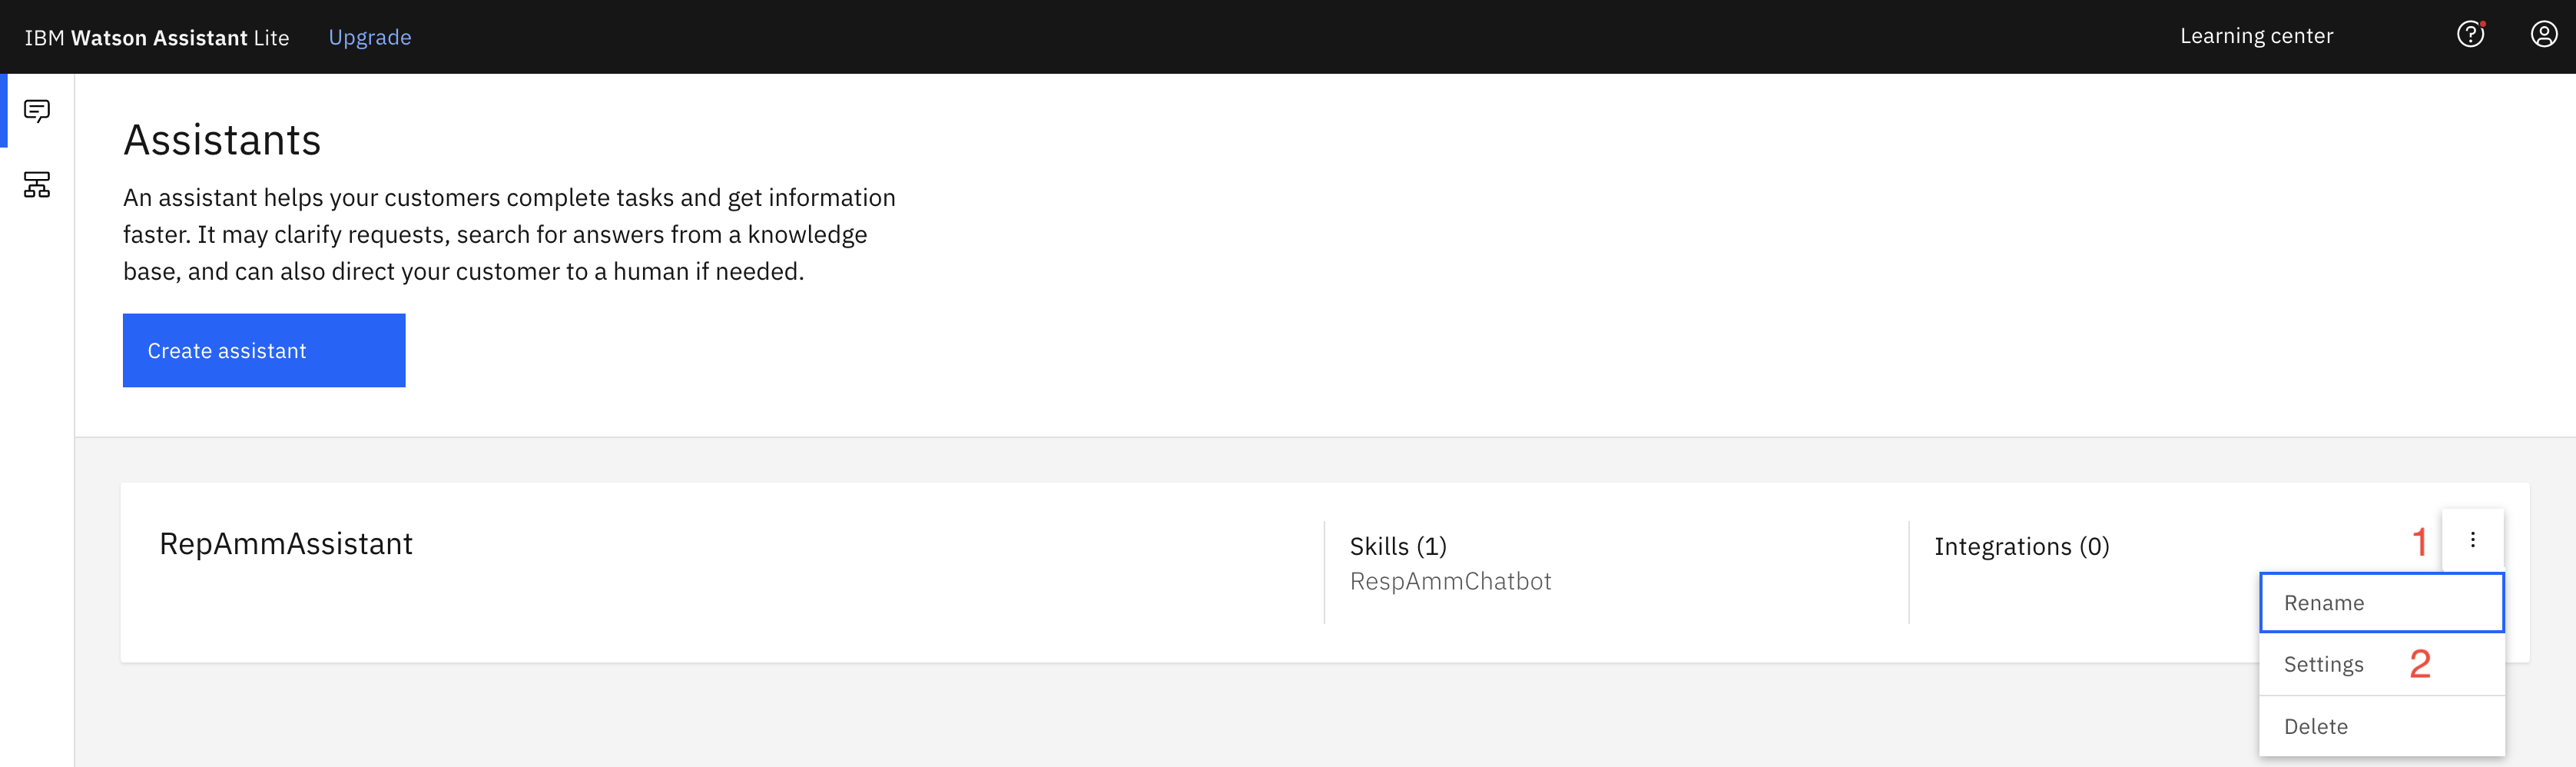 IBM Watson Assistant Lite Upgrade Learning center
Assistants
An assistant helps your customers complete tasks and get information
faster. It may clarify requests, search for answers from a knowledge
base, and can also direct your customer to a human if needed.
Create assistant
RepAmmAssistant
Skills (1)
RespAmmChatbot
Integrations (0)
1
Rename
Settings 2
Delete